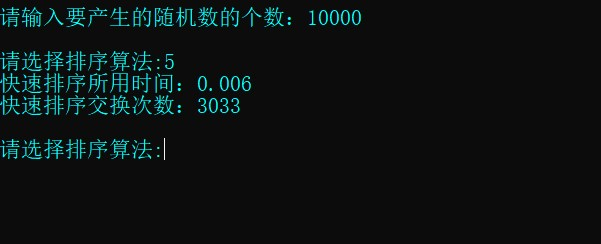 请输入要产生的随机数的个数：10000
请选择排序算法:5
快速排序所用时间：0.006
快速排序交换次数：3033
请选择排序算法: